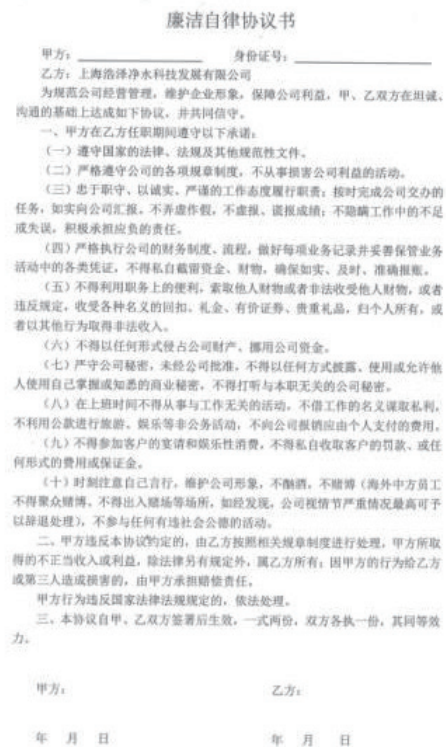 廉洁自律协议书
甲方：　　　　身份证号：
乙方：上海浩泽净水科技发展有限公司
为规范公司经营管理，维护企业形象，保障公司利益，甲、乙双方在坦诚、
沟通的基础上达成如下协议，并共同信守。
一、甲方在乙方任职期间遵守以下承诺：
（一）遵守国家的法律、法规及其他规范性文件。
（二）严格遵守公司的各项规章制度，不从事损害公司利益的活动。
（三）忠于职守、以诚实、严谨的工作态度履行职责；按时完成公司交办的
任务，如实向公司汇报。不弄虚作假，不虚报、谎报成绩；不隐瞒工作中的不足
或失误，积极承担应负的责任。
（四）严格执行公司的财务制度、流程，做好每项业务记录并妥善保管业务
活动中的各类凭证，不得私自截留资金、财物，确保如实、及时、准确报账。
（五）不得利用职务上的便利，索取他人财物或者非法收受他人财物，或者
违反规定，收受各种名义的回扣、礼金、有价证券、贵重礼品，归个人所有，或
者以其他行为取得非法收入。
（六）不得以任何形式侵占公司财产、挪用公司资金。
（七）严守公司秘密，未经公司批准，不得以任何方式披露、使用或允许他
人使用自己掌握或知悉的商业秘密，不得打听与本职无关的公司秘密。
（八）在上班时间不得从事与工作无关的活动，不借工作的名义谋取私利，
不利用公款进行旅游、娱乐等非公务活动，不向公司报销应由个人支付的费用。
（九）不得参加客户的宴请和娱乐性消费，不得私自收取客户的罚款、或任
何形式的费用或保证金。
（十）时刻注意自己言行，维护公司形象，不酗酒，不赌博（海外中方员工
不得聚众赌博、不得出入赌场等场所，如经发现，公司视情节严重情况最高可予
以辞退处理），不参与任何有违社会公德的活动。
二、甲方违反本协议约定的，由乙方按照相关规章制度进行处理，甲方所取
得的不正当收入或利益，除法律另有规定外，属乙方所有；因甲方的行为给乙方
或第三人造成损害的，由甲方承担赔偿责任。
甲方行为违反国家法律法规规定的，依法处理。
三、本协议自甲、乙双方签署后生效，一式两份，双方各执一份，其同等效
力。
甲方：　　　　乙方：
年　月　日　　　　年　月　日